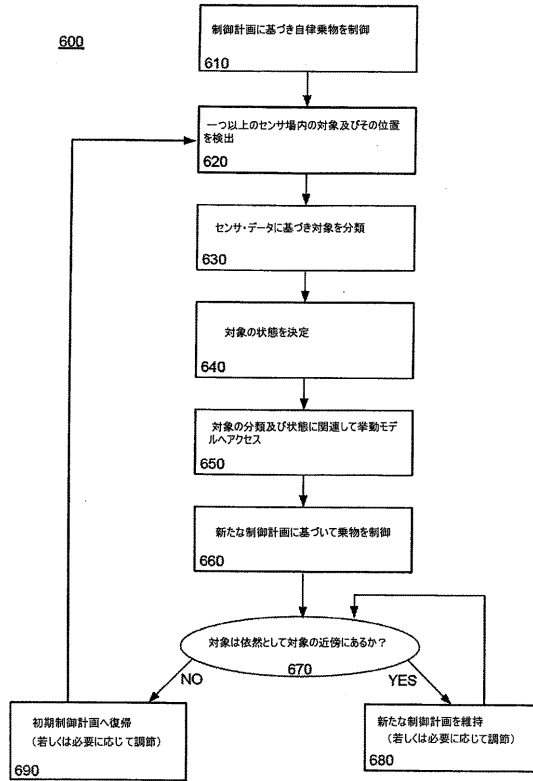 600
制御計画に基づき自律乗物を制御
610
一つ以上のセンサ場内の対象及びその位置
を検出
620
センサ・データに基づき対象を分類
630
対象の状態を決定
640
対象の分類及び状態に関連して挙動モデ
ルへアクセス
650
新たな制御計画に基づいて乗物を制御
660
対象は依然として対象の近傍にあるか?
670
NO
YES
初期制御計画へ復帰
(若しくは必要に応じて調節)
690
新たな制御計画を維持
(若しくは必要に応じて調節)
680